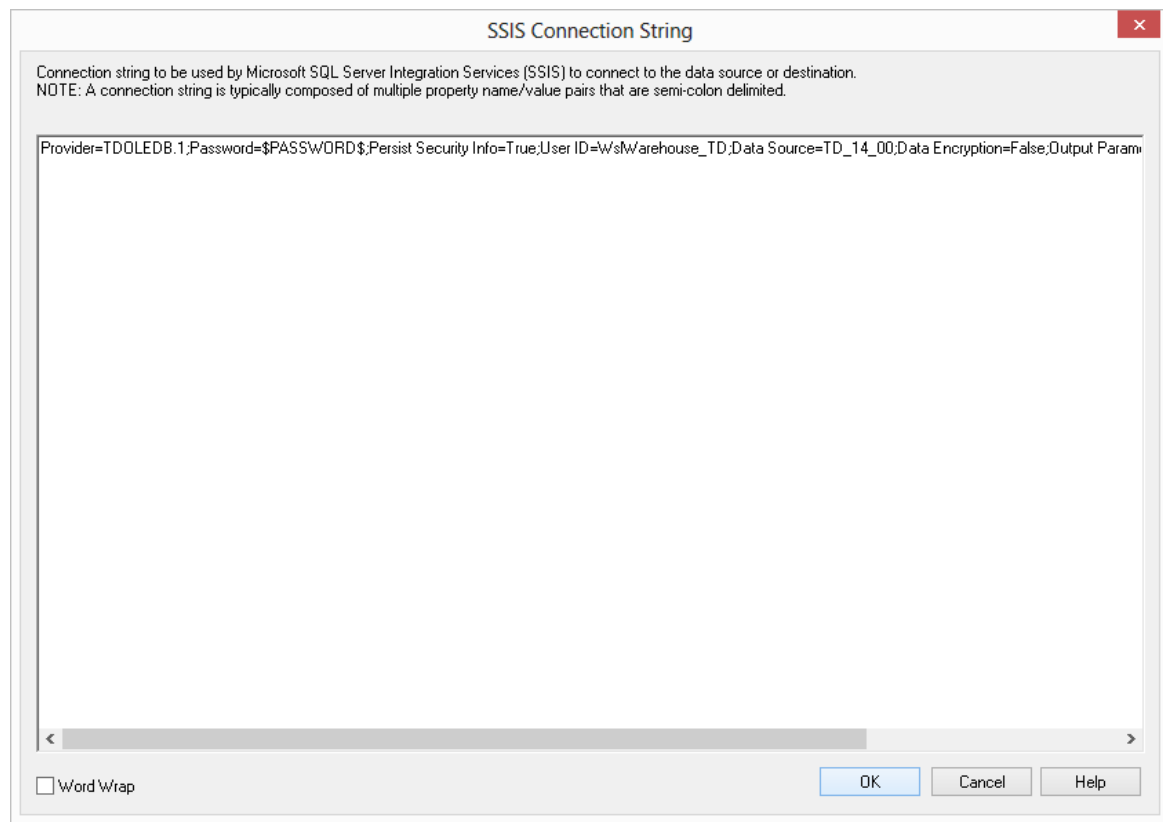 SSIS Connection String
Connection string to be used by Microsoft SQL Server Integration Services (SSIS) to connect to the data source or destination.
NOTE: A connection string is typically composed of multiple property name/value pairs that are semi-colon delimited.
Provider=TDOLEDB.1;Password=$PASSWORD$;Persist Security Info=True;User ID=WslWarehouse_TD;Data Source=TD_14_00;Data Encryption=False;Output
Word Wrap
OK Cancel Help